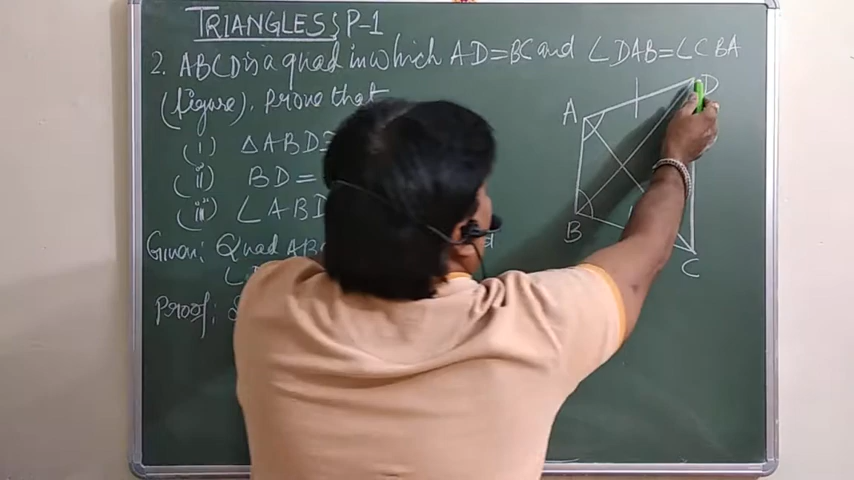 TRIANGLES; P-1
2. ABCD is a quad in which AD=BC and ∠DAB=∠CBA
(figure). Prove that
(i) ΔABD≅
(ii) BD =
(iii) ∠ABD
Given; Quad ABC
Proof;
A
D
B
C